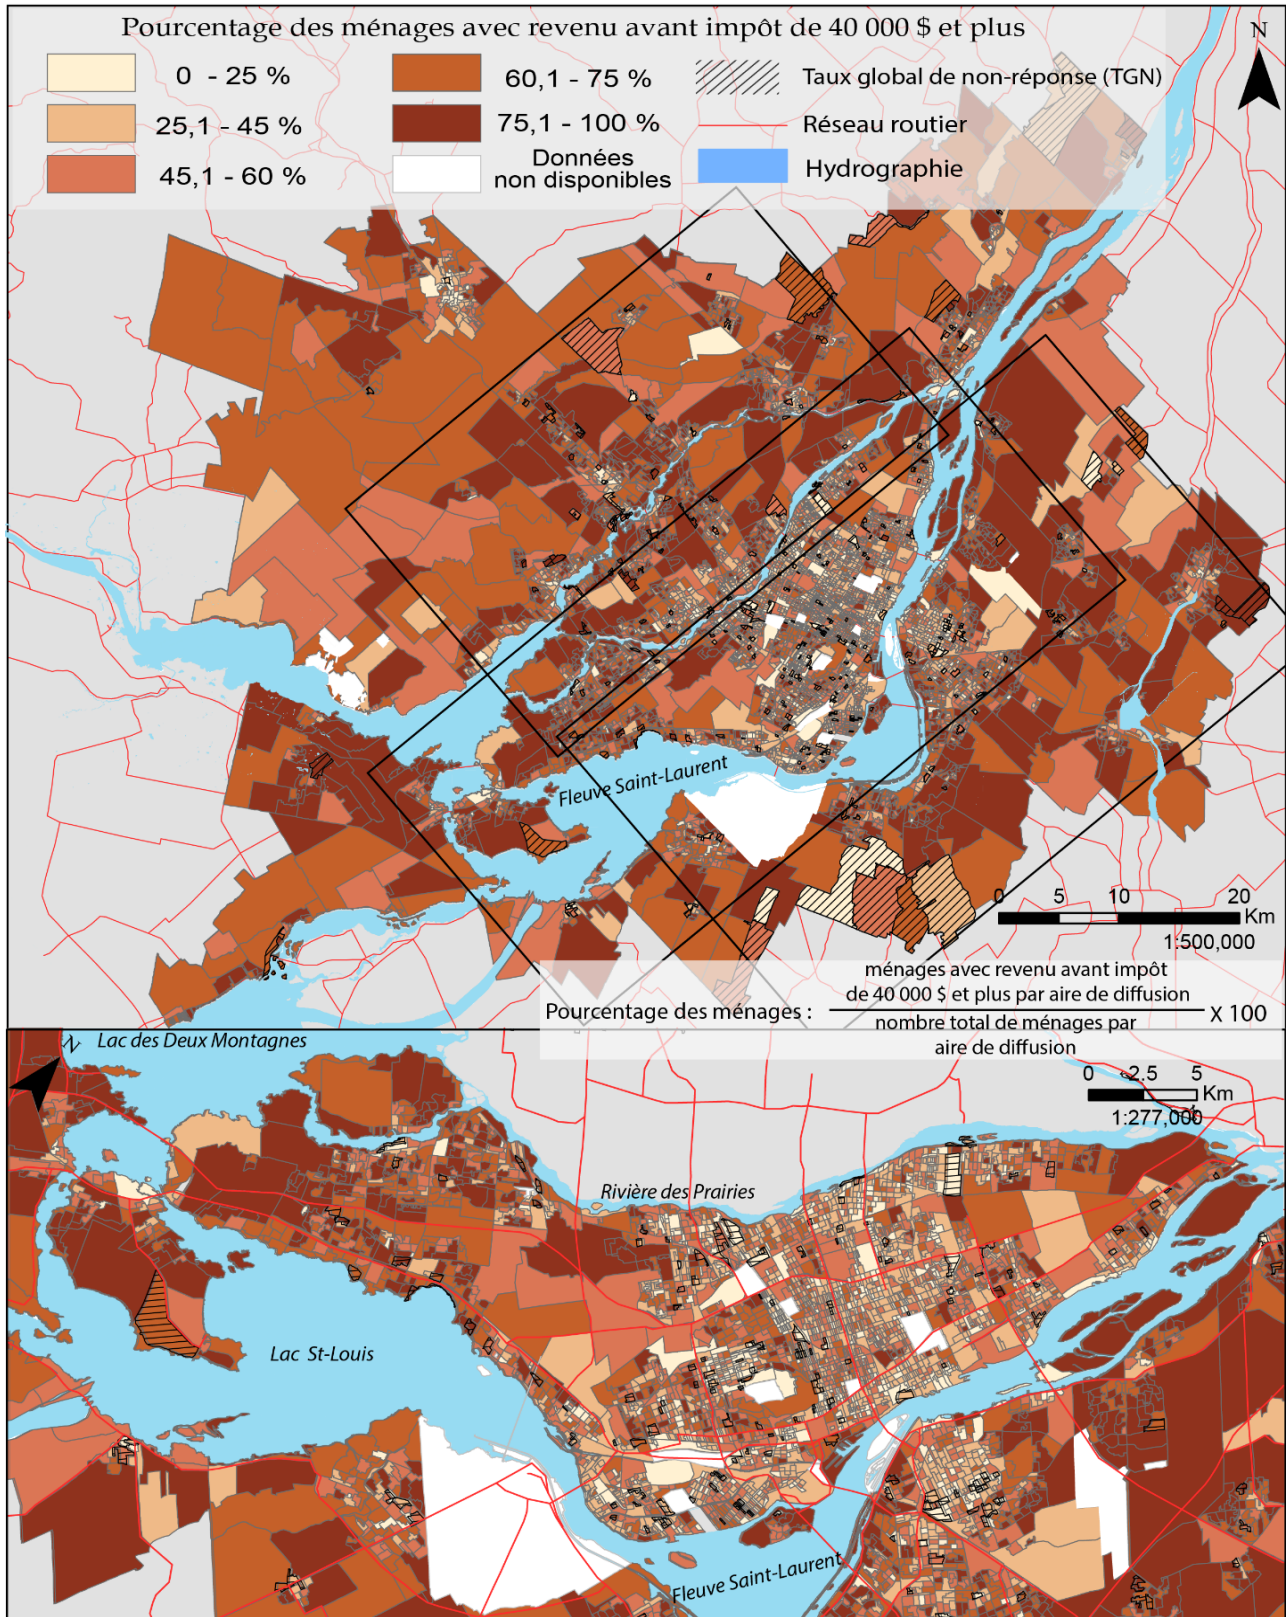 Pourcentage des ménages avec revenu avant impôt de 40 000 $ et plus
N
0 - 25 %
60,1 - 75 %
Taux global de non-réponse (TGN)
25,1 - 45 %
75,1 - 100 %
Réseau routier
45,1 - 60 %
Données
non disponibles
Hydrographie
Fleuve Saint-Laurent
0 5 10 20
Km
1:500,000
ménages avec revenu avant impôt
de 40 000 $ et plus par aire de diffusion
Pourcentage des ménages : X 100
nombre total de ménages par
aire de diffusion
N
Lac des Deux Montagnes
0 2.5 5
Km
1:277,000
Rivière des Prairies
Lac St-Louis
Fleuve Saint-Laurent